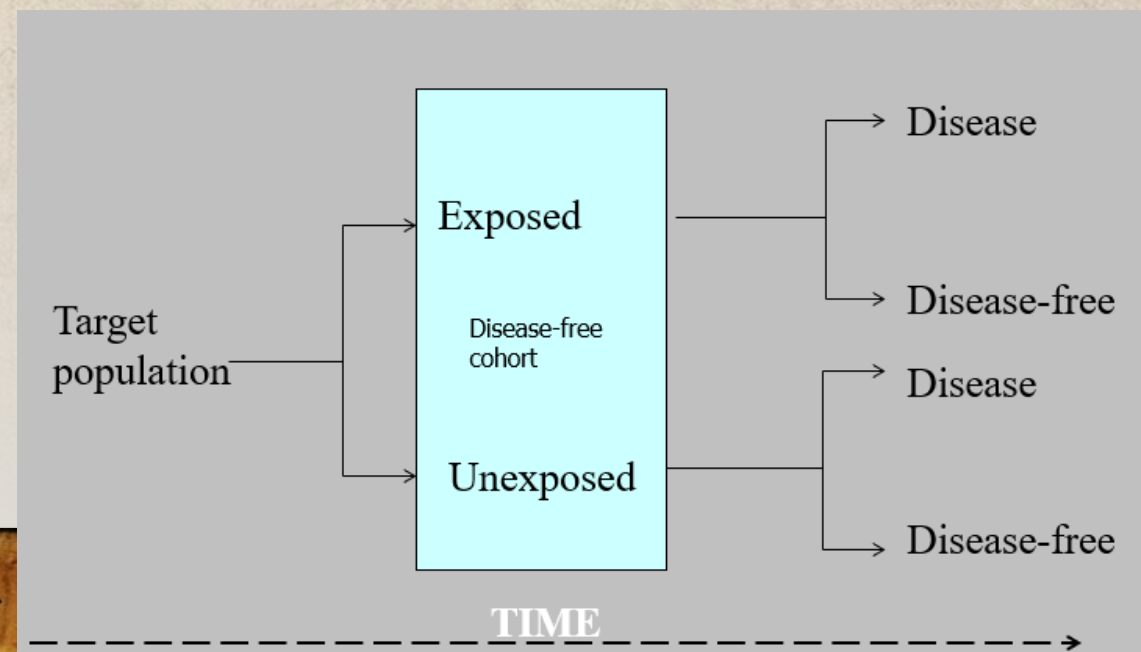 Disease
Exposed
Disease-free
Target
population
Disease-free
cohort
Disease
Unexposed
Disease-free
TIME